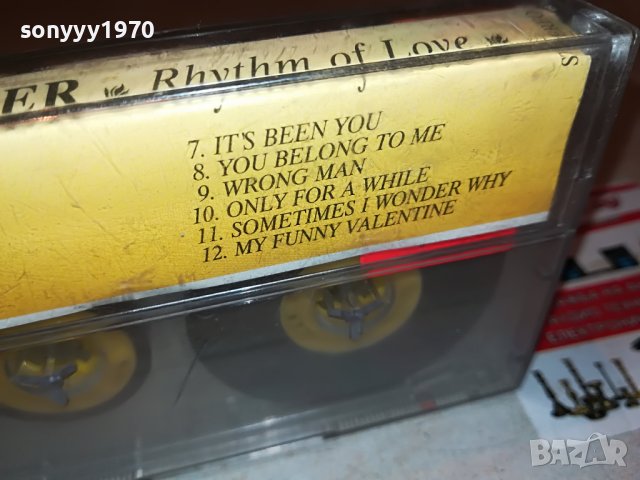 sonyyy1970
ER Rhythm of Love
7. IT'S BEEN YOU
8. YOU BELONG TO ME
9. WRONG MAN
10. ONLY FOR A WHILE
11. SOMETIMES I WONDER WHY
12. MY FUNNY VALENTINE
BAZAR